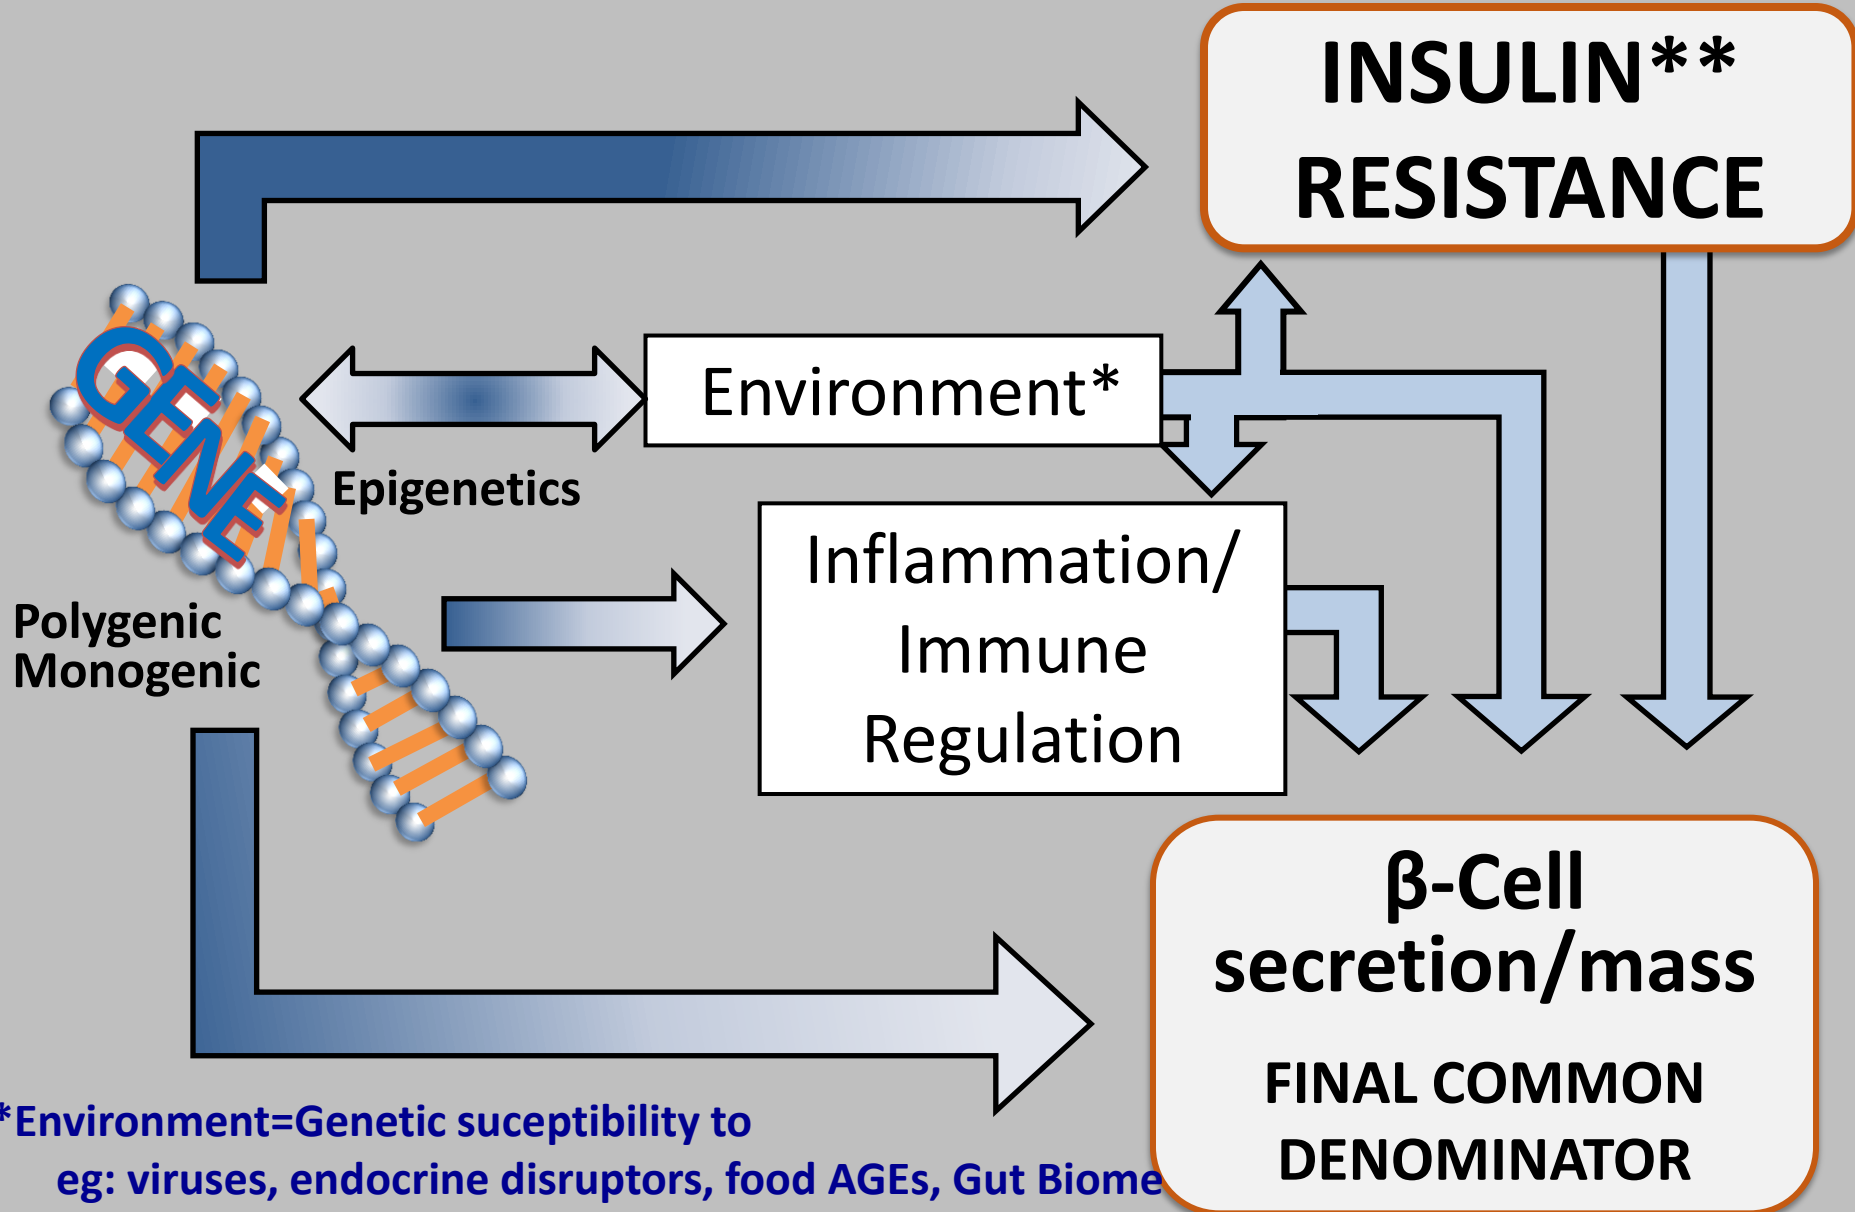 INSULIN**
RESISTANCE
GENE
Environment*
Epigenetics
Inflammation/
Immune
Regulation
Polygenic
Monogenic
β-Cell
secretion/mass
FINAL COMMON
DENOMINATOR
*Environment=Genetic suceptibility to
eg: viruses, endocrine disruptors, food AGEs, Gut Biome